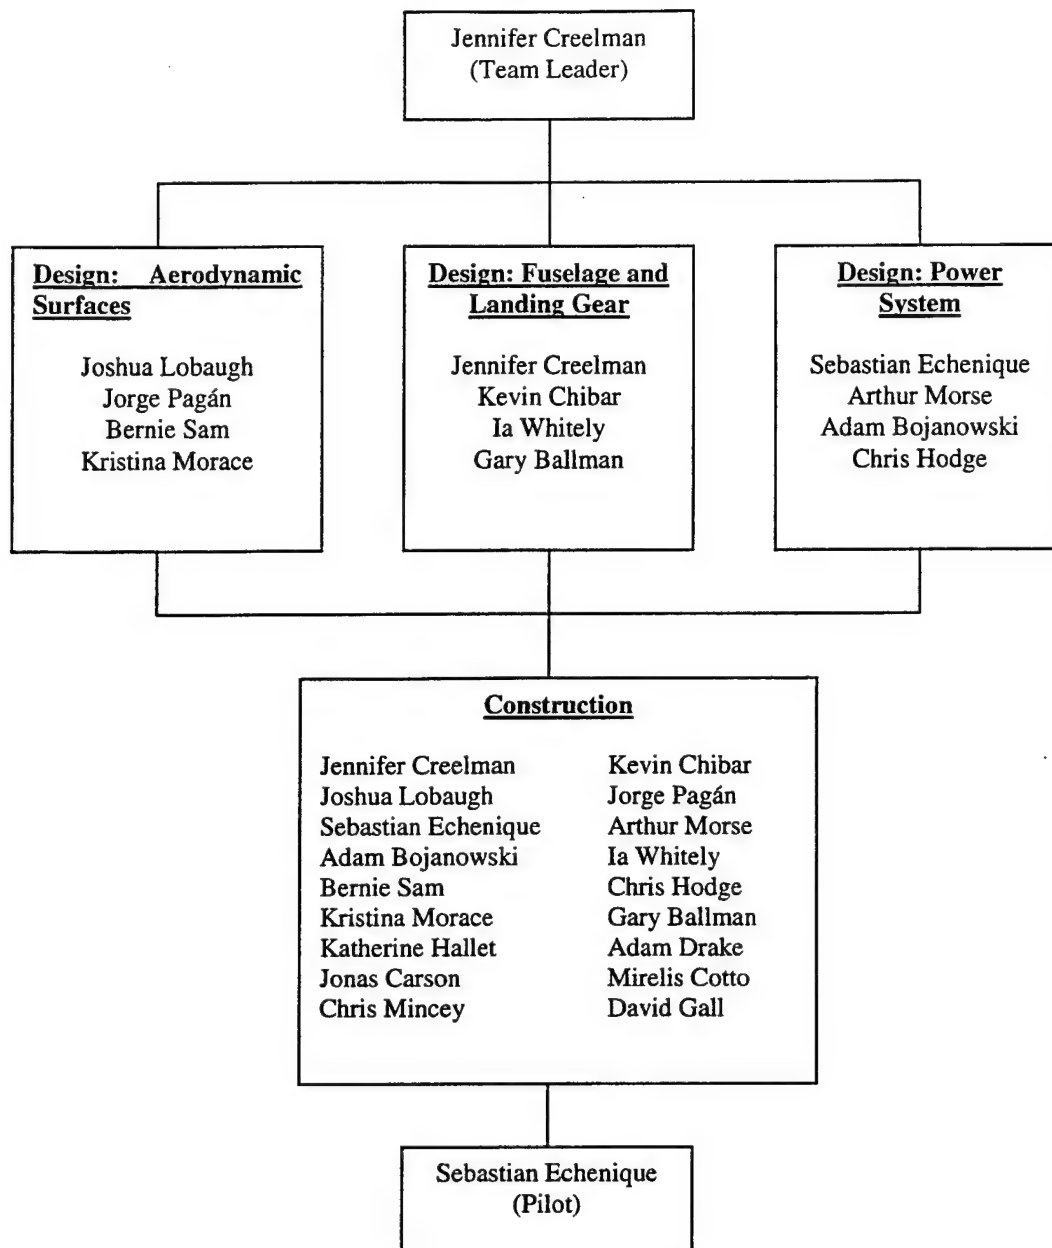 Jennifer Creelman
(Team Leader)
Design: Aerodynamic
Surfaces
Joshua Lobaugh
Jorge Pagán
Bernie Sam
Kristina Morace
Design: Fuselage and
Landing Gear
Jennifer Creelman
Kevin Chibar
Ia Whitely
Gary Ballman
Design: Power
System
Sebastian Echenique
Arthur Morse
Adam Bojanowski
Chris Hodge
Construction
Jennifer Creelman
Joshua Lobaugh
Sebastian Echenique
Adam Bojanowski
Bernie Sam
Kristina Morace
Katherine Hallet
Jonas Carson
Chris Mincey
Kevin Chibar
Jorge Pagán
Arthur Morse
Ia Whitely
Chris Hodge
Gary Ballman
Adam Drake
Mirelis Cotto
David Gall
Sebastian Echenique
(Pilot)